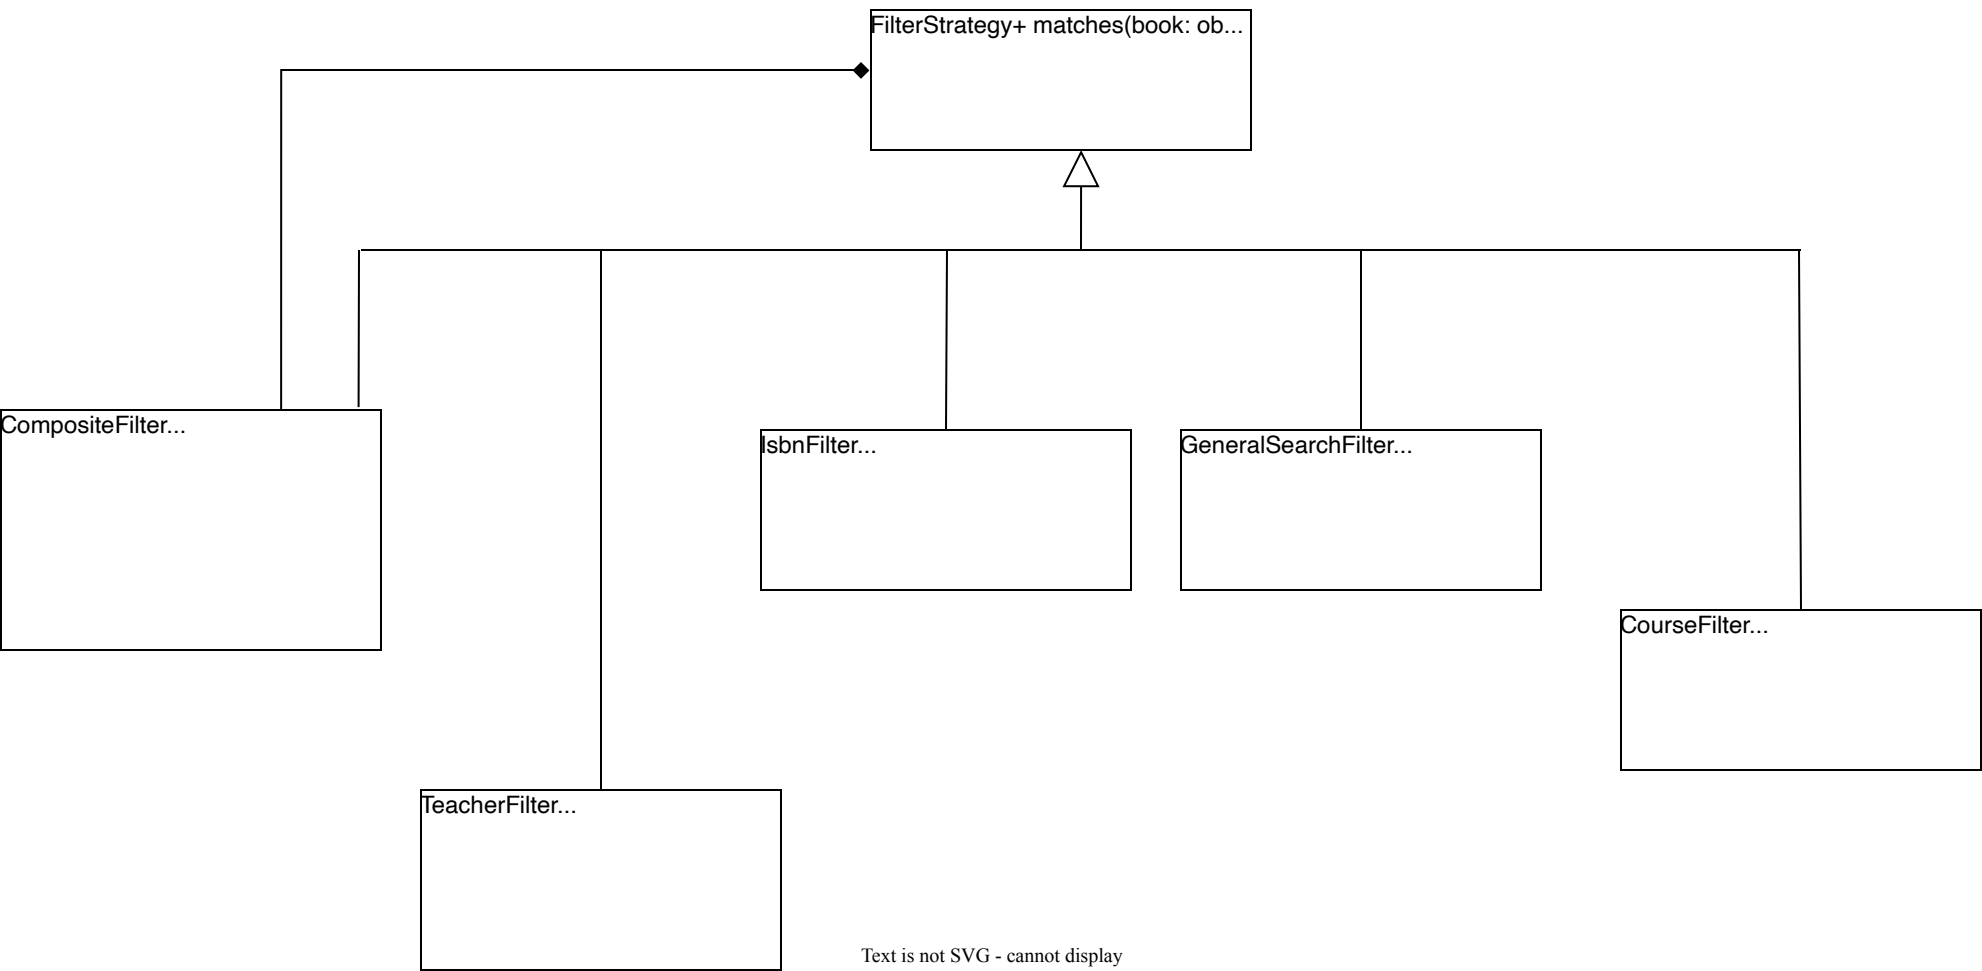 FilterStrategy+ matches(book: ob...
CompositeFilter...
IsbnFilter...
GeneralSearchFilter...
CourseFilter...
TeacherFilter...
Text is not SVG - cannot display